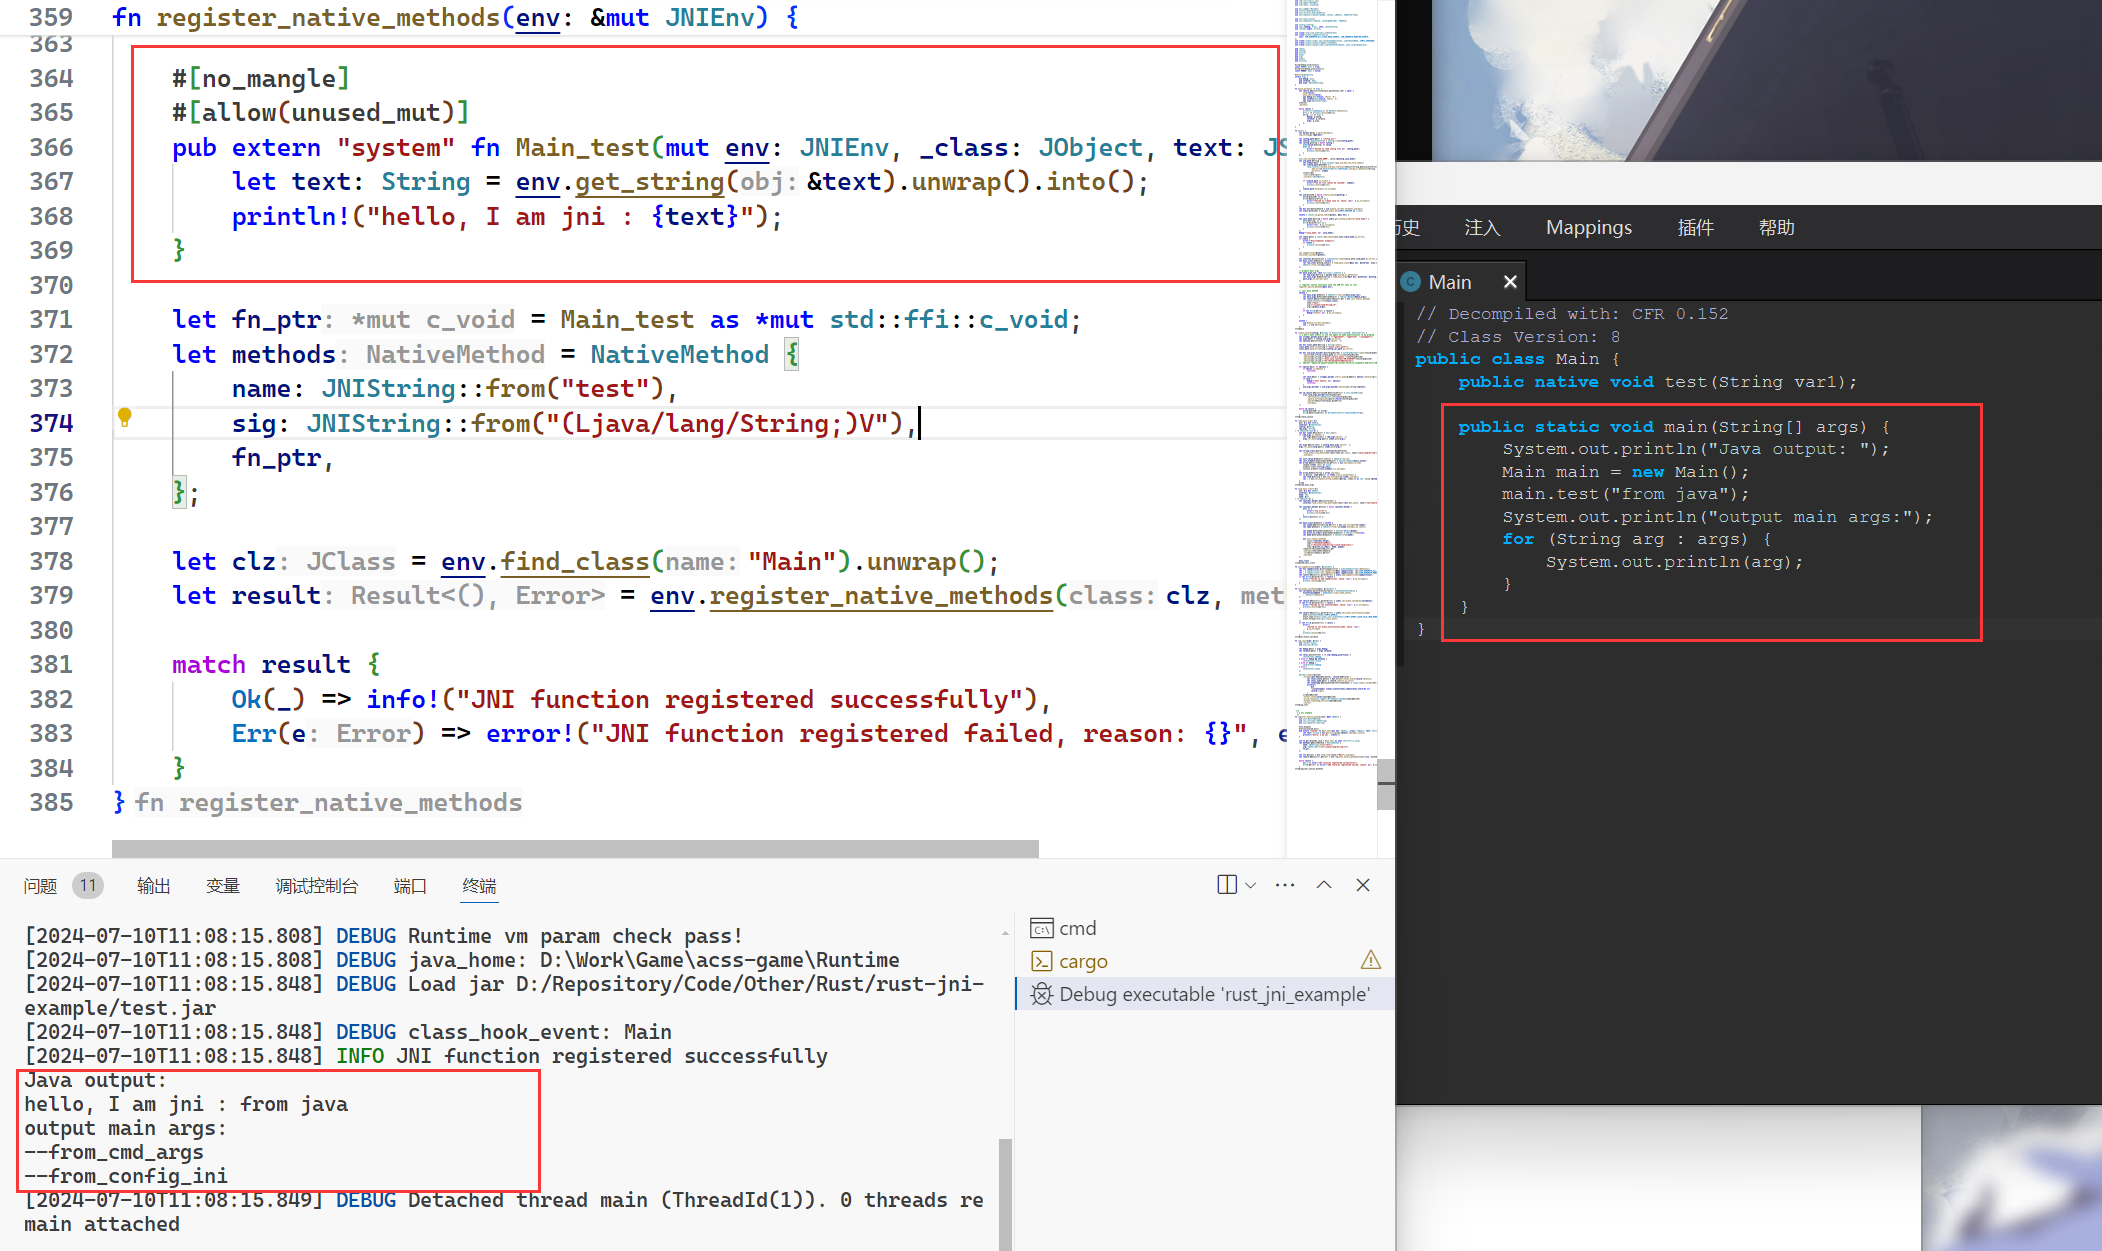 359 fn register_native_methods(env: &mut JNIEnv) {
363
364 #[no_mangle]
365 #[allow(unused_mut)]
366 pub extern "system" fn Main_test(mut env: JNIEnv, _class: JObject, text: JS
367 let text: String = env.get_string(obj: &text).unwrap().into();
368 println!("hello, I am jni : {text}");
369 }
370
371 let fn_ptr: *mut c_void = Main_test as *mut std::ffi::c_void;
372 let methods: NativeMethod = NativeMethod {
373 name: JNIString::from("test"),
374 sig: JNIString::from("(Ljava/lang/String;)V"),
375 fn_ptr,
376 };
377
378 let clz: JClass = env.find_class(name: "Main").unwrap();
379 let result: Result<(), Error> = env.register_native_methods(class: clz, met
380
381 match result {
382 Ok(_) => info!("JNI function registered successfully"),
383 Err(e: Error) => error!("JNI function registered failed, reason: {}", e
384 }
385 } fn register_native_methods
问题 11 输出 变量 调试控制台 端口 终端
[2024-07-10T11:08:15.808] DEBUG Runtime vm param check pass!
[2024-07-10T11:08:15.808] DEBUG java_home: D:\Work\Game\acss-game\Runtime
[2024-07-10T11:08:15.848] DEBUG Load jar D:/Repository/Code/Other/Rust/rust-jni-
example/test.jar
[2024-07-10T11:08:15.848] DEBUG class_hook_event: Main
[2024-07-10T11:08:15.848] INFO JNI function registered successfully
Java output:
hello, I am jni : from java
output main args:
--from_cmd_args
--from_config_ini
[2024-07-10T11:08:15.849] DEBUG Detached thread main (ThreadId(1)). 0 threads re
main attached
cmd
cargo
Debug executable 'rust_jni_example'
史 注入 Mappings 插件 帮助
C Main
// Decompiled with: CFR 0.152
// Class Version: 8
public class Main {
public native void test(String var1);
public static void main(String[] args) {
System.out.println("Java output: ");
Main main = new Main();
main.test("from java");
System.out.println("output main args:");
for (String arg : args) {
System.out.println(arg);
}
}
}